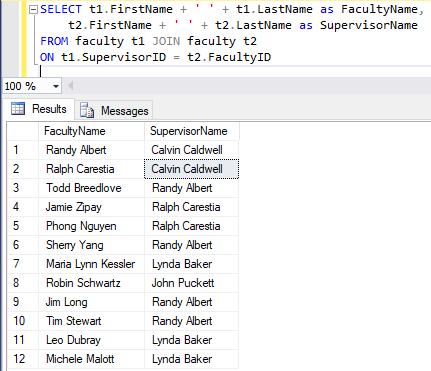 SELECT t1.FirstName + ' ' + t1.LastName as FacultyName,
t2.FirstName + ' ' + t2.LastName as SupervisorName
FROM faculty t1 JOIN faculty t2
ON t1.SupervisorID = t2.FacultyID
100 %
Results Messages
FacultyName SupervisorName
1 Randy Albert Calvin Caldwell
2 Ralph Carestia Calvin Caldwell
3 Todd Breedlove Randy Albert
4 Jamie Zipay Ralph Carestia
5 Phong Nguyen Ralph Carestia
6 Sherry Yang Randy Albert
7 Maria Lynn Kessler Lynda Baker
8 Robin Schwartz John Puckett
9 Jim Long Randy Albert
10 Tim Stewart Randy Albert
11 Leo Dubray Lynda Baker
12 Michele Malott Lynda Baker